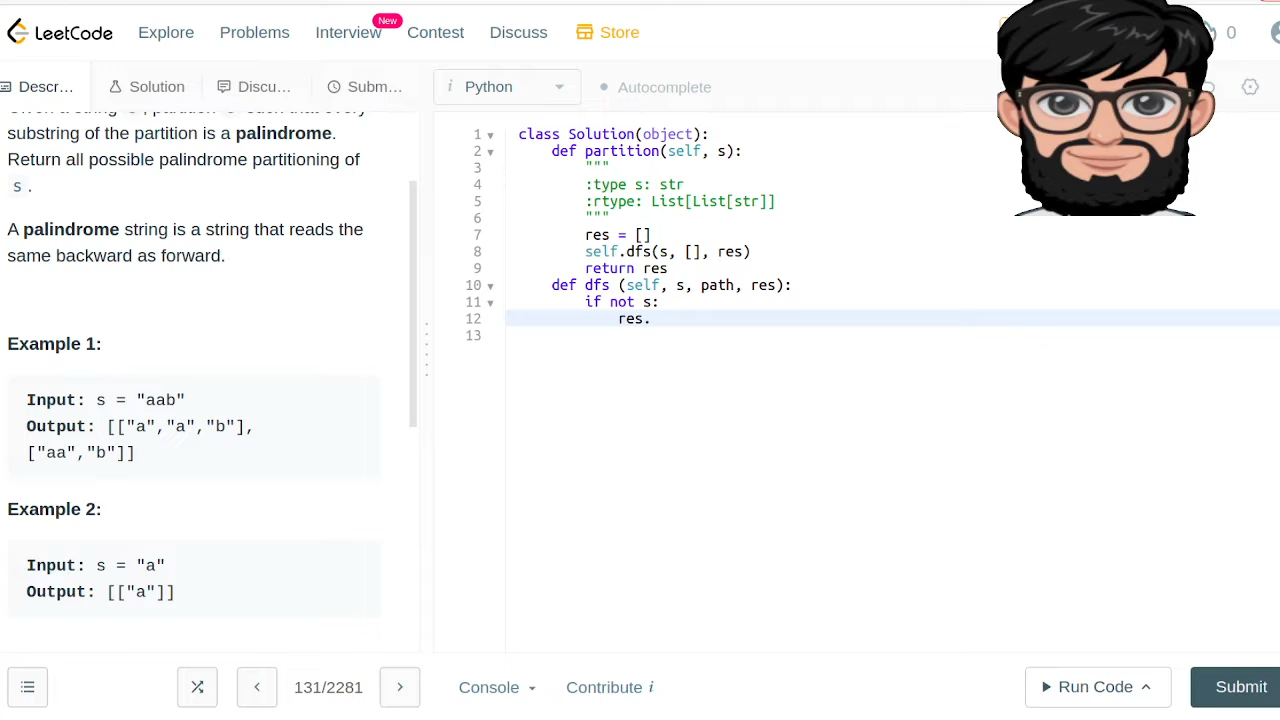 LeetCode Explore Problems Interview New Contest Discuss Store 0
Descr... Solution Discu... Subm... i Python Autocomplete
substring of the partition is a palindrome.
Return all possible palindrome partitioning of
s .
A palindrome string is a string that reads the
same backward as forward.
Example 1:
Input: s = "aab"
Output: [["a","a","b"],
["aa","b"]]
Example 2:
Input: s = "a"
Output: [["a"]]
1 class Solution(object):
2 def partition(self, s):
3 """
4 :type s: str
5 :rtype: List[List[str]]
6 """
7 res = []
8 self.dfs(s, [], res)
9 return res
10 def dfs (self, s, path, res):
11 if not s:
12 res.
13
131/2281 Console Contribute i Run Code Submit